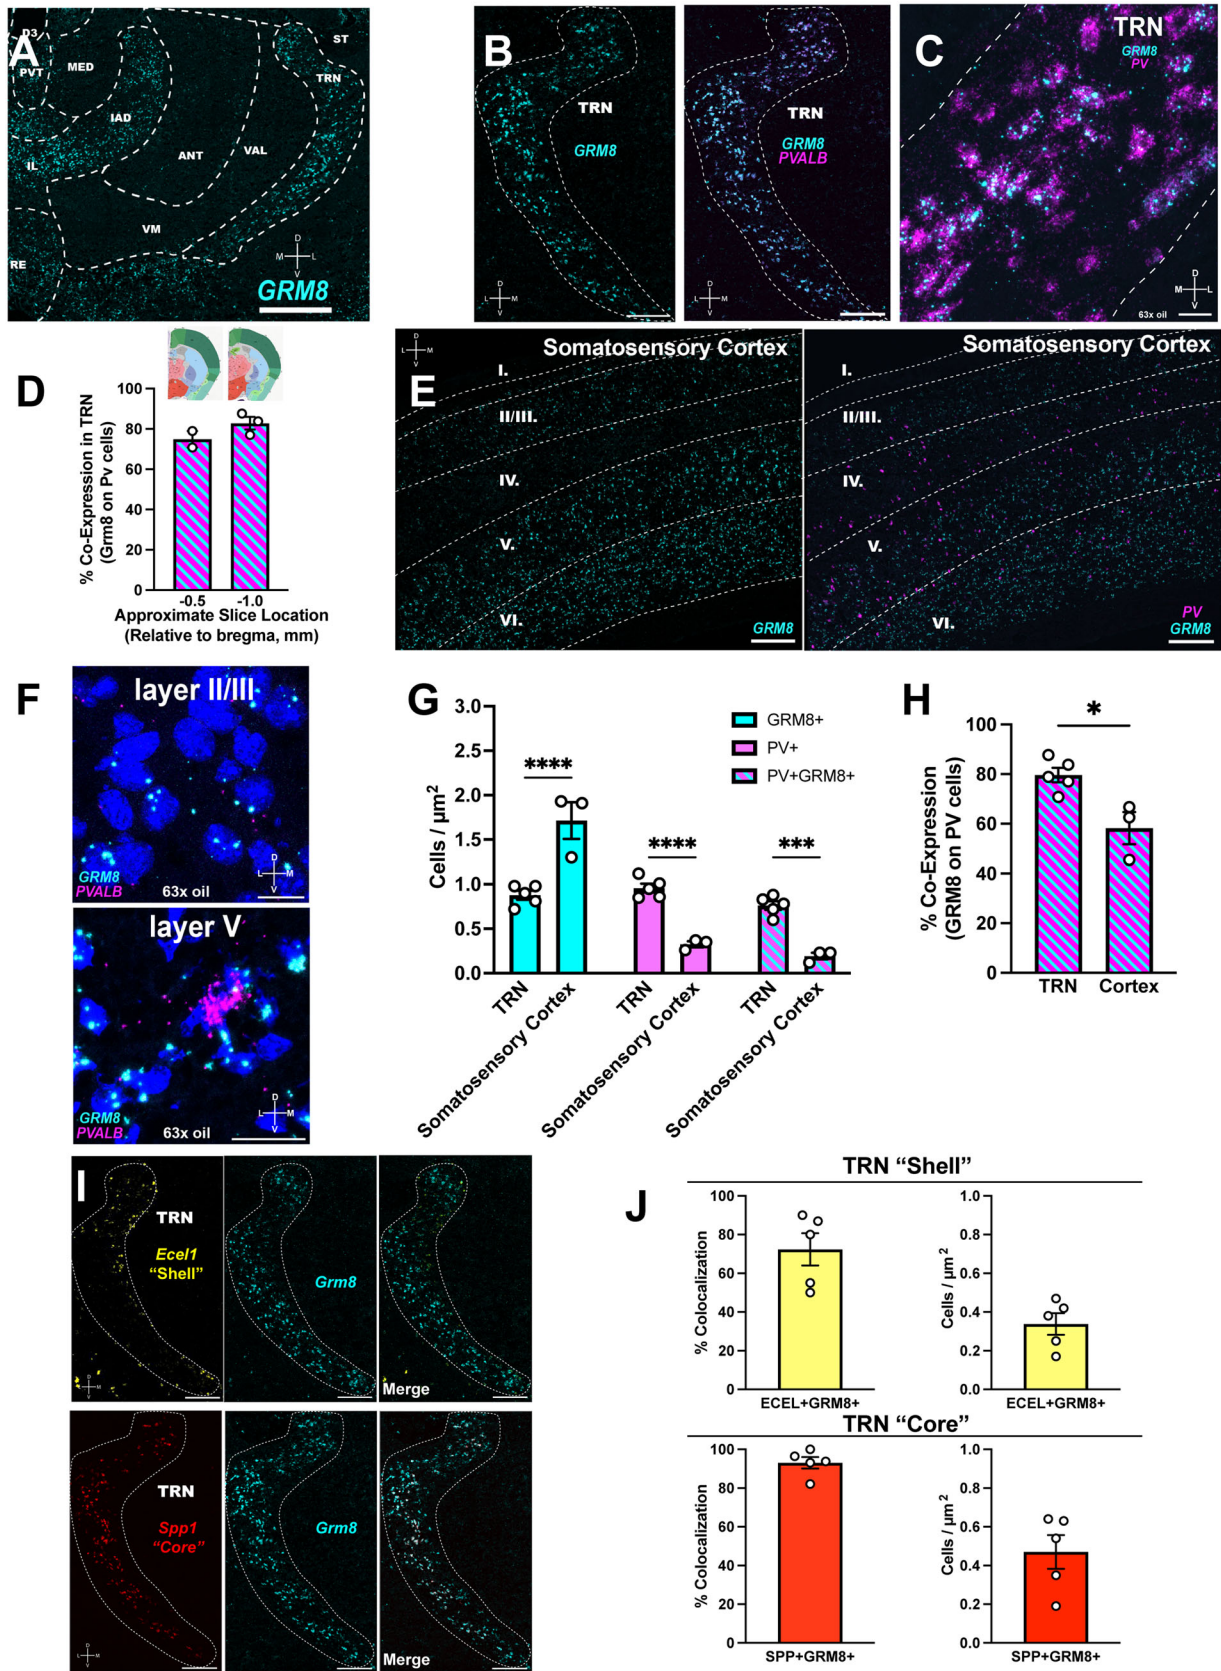 A
D3
PVT
MED
IAD
IL
ANT
VAL
ST
TRN
VM
RE
D
M L
V
GRM8
B
TRN
GRM8
D
L M
V
TRN
GRM8
PVALB
D
L M
V
C
TRN
GRM8
PV
D
M L
V
63x oil
D
% Co-Expression in TRN
(Grm8 on Pv cells)
100
80
60
40
20
0
-0.5 -1.0
Approximate Slice Location
(Relative to bregma, mm)
E
D
L M
V
Somatosensory Cortex
I.
II/III.
IV.
V.
VI.
GRM8
Somatosensory Cortex
I.
II/III.
IV.
V.
VI.
PV
GRM8
F
layer II/III
GRM8
PVALB
63x oil
D
L M
V
layer V
GRM8
PVALB
63x oil
D
L M
V
G
Cells / µm²
3.0
2.5
2.0
1.5
1.0
0.5
0.0
GRM8+
PV+
PV+GRM8+
****
****
***
TRN
Somatosensory Cortex
TRN
Somatosensory Cortex
TRN
Somatosensory Cortex
H
% Co-Expression
(GRM8 on PV cells)
100
80
60
40
20
0
*
TRN Cortex
I
TRN
Ecel1
“Shell”
D
L M
V
Grm8
Merge
TRN
Spp1
“Core”
D
L M
V
Grm8
Merge
J
TRN “Shell”
% Colocalization
100
80
60
40
20
0
ECEL+GRM8+
Cells / µm²
1.0
0.8
0.6
0.4
0.2
0.0
ECEL+GRM8+
TRN “Core”
% Colocalization
100
80
60
40
20
0
SPP+GRM8+
Cells / µm²
1.0
0.8
0.6
0.4
0.2
0.0
SPP+GRM8+